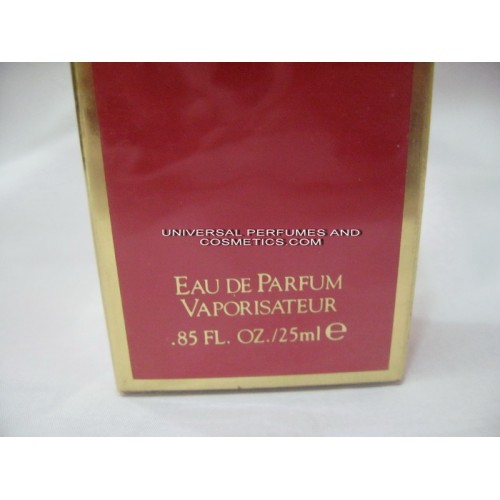 UNIVERSAL PERFUMES AND
COSMETICS.COM
EAU DE PARFUM
VAPORISATEUR
.85 FL. OZ./25ml ℮